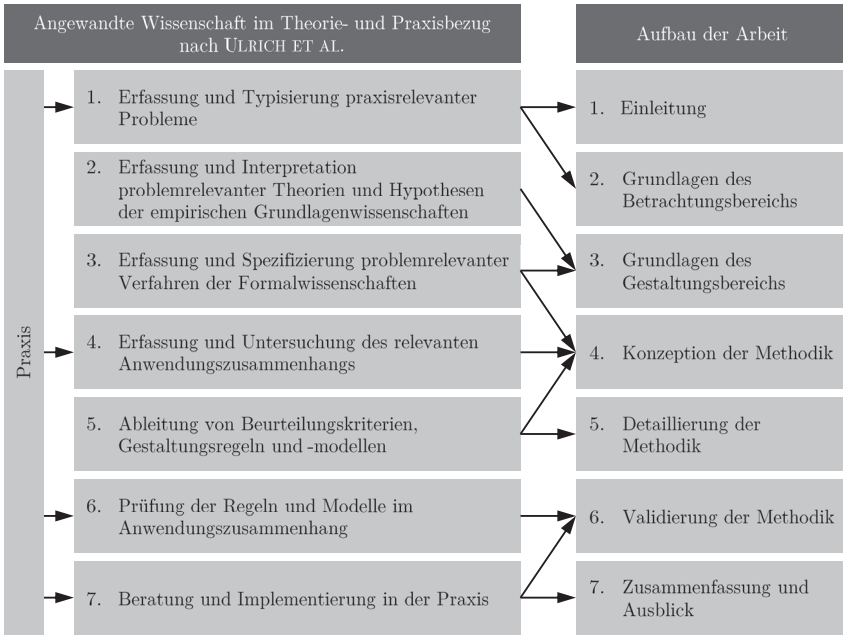 Angewandte Wissenschaft im Theorie- und Praxisbezug
nach ULRICH ET AL.
Aufbau der Arbeit
Praxis
1. Erfassung und Typisierung praxisrelevanter
Probleme
2. Erfassung und Interpretation
problemrelevanter Theorien und Hypothesen
der empirischen Grundlagenwissenschaften
3. Erfassung und Spezifizierung problemrelevanter
Verfahren der Formalwissenschaften
4. Erfassung und Untersuchung des relevanten
Anwendungszusammenhangs
5. Ableitung von Beurteilungskriterien,
Gestaltungsregeln und -modellen
6. Prüfung der Regeln und Modelle im
Anwendungszusammenhang
7. Beratung und Implementierung in der Praxis
1. Einleitung
2. Grundlagen des
Betrachtungsbereichs
3. Grundlagen des
Gestaltungsbereichs
4. Konzeption der Methodik
5. Detaillierung der
Methodik
6. Validierung der Methodik
7. Zusammenfassung und
Ausblick